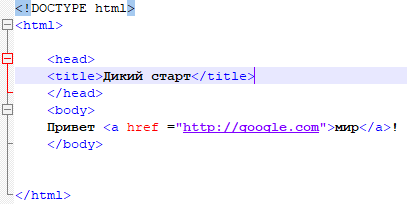 <!DOCTYPE html>
<html>
<head>
<title>Дикий старт</title>
</head>
<body>
Привет <a href ="http://google.com">мир</a>!
</body>
</html>